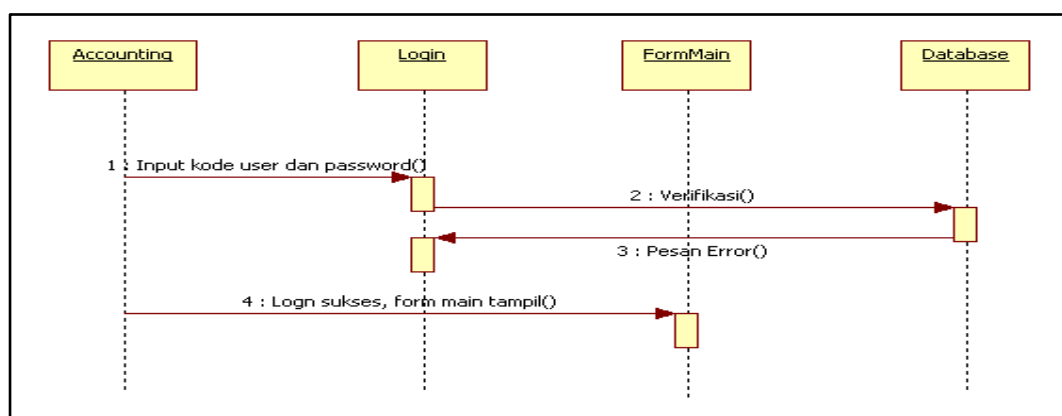 Accounting
Login
FormMain
Database
1 : Input kode user dan password()
2 : Verifikasi()
3 : Pesan Error()
4 : Logn sukses, form main tampil()